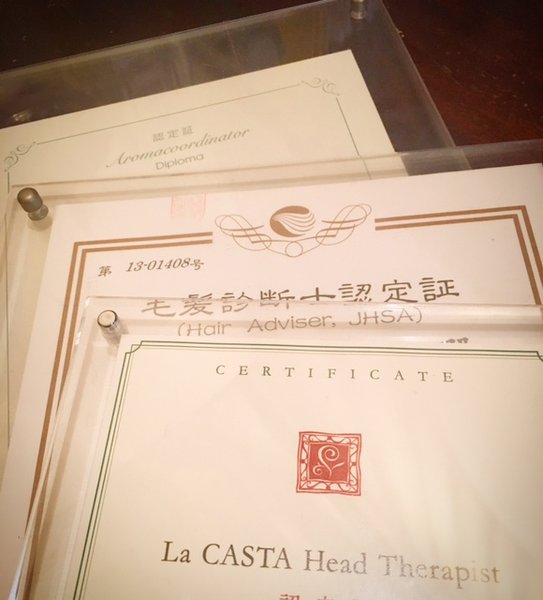 認定証
Aromacoordinator
Diploma
第 13-01408号
毛髪診断士認定証
(Hair Adviser, JHSA)
CERTIFICATE
La CASTA Head Therapist